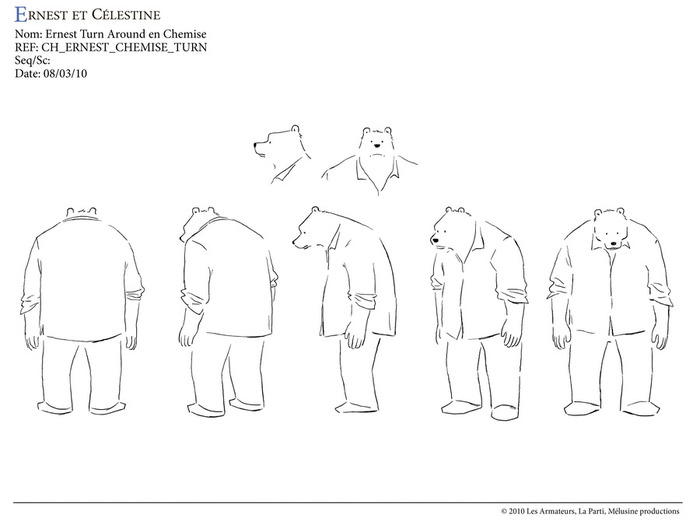 ERNEST ET CÉLESTINE
Nom: Ernest Turn Around en Chemise
REF: CH_ERNEST_CHEMISE_TURN
Seq/Sc:
Date: 08/03/10
© 2010 Les Armateurs, La Parti, Mélusine productions